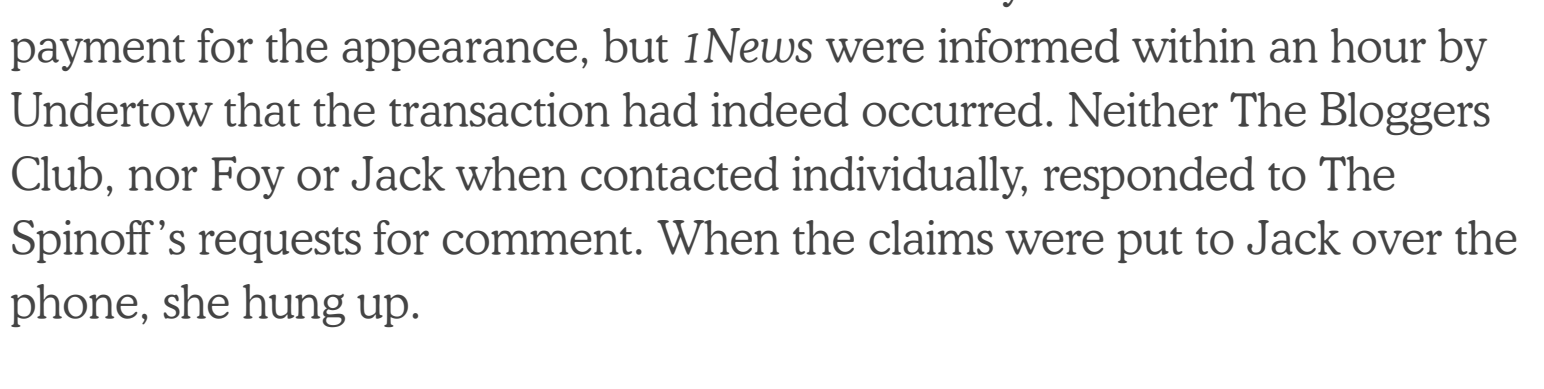 payment for the appearance, but 1News were informed within an hour by
Undertow that the transaction had indeed occurred. Neither The Bloggers
Club, nor Foy or Jack when contacted individually, responded to The
Spinoff’s requests for comment. When the claims were put to Jack over the
phone, she hung up.